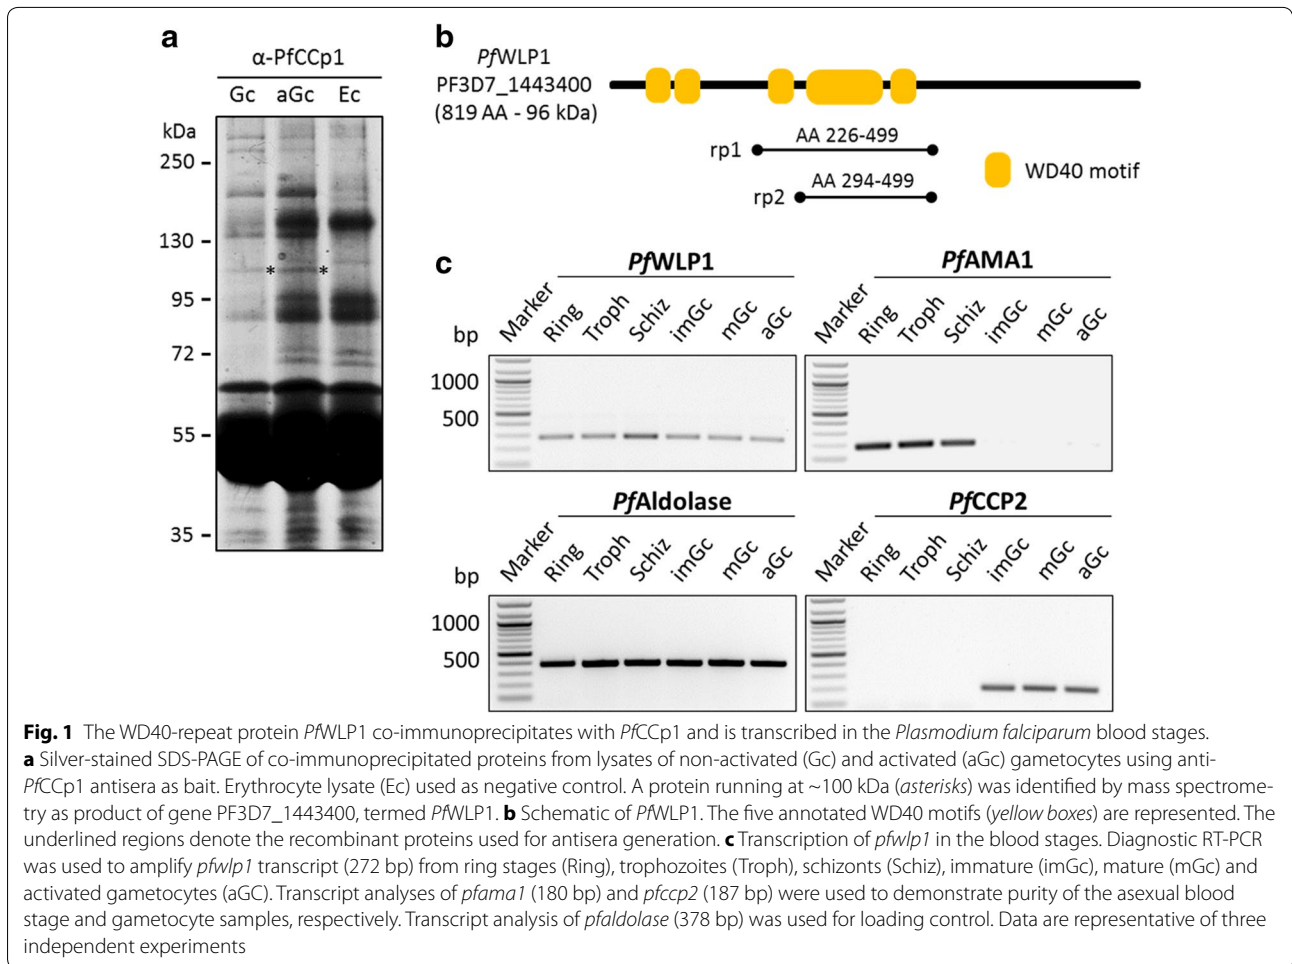 a
α-PfCCp1
Gc aGc Ec
kDa
250
130
* *
95
72
55
35
b
PfWLP1
PF3D7_1443400
(819 AA - 96 kDa)
AA 226-499
rp1
AA 294-499
rp2
WD40 motif
c
PfWLP1
Marker Ring Troph Schiz imGc mGc aGc
bp
1000
500
PfAMA1
Marker Ring Troph Schiz imGc mGc aGc
PfAldolase
Marker Ring Troph Schiz imGc mGc aGc
bp
1000
500
PfCCP2
Marker Ring Troph Schiz imGc mGc aGc
Fig. 1 The WD40-repeat protein PfWLP1 co-immunoprecipitates with PfCCp1 and is transcribed in the Plasmodium falciparum blood stages.
a Silver-stained SDS-PAGE of co-immunoprecipitated proteins from lysates of non-activated (Gc) and activated (aGc) gametocytes using anti-
PfCCp1 antisera as bait. Erythrocyte lysate (Ec) used as negative control. A protein running at ~100 kDa (asterisks) was identified by mass spectrome-
try as product of gene PF3D7_1443400, termed PfWLP1. b Schematic of PfWLP1. The five annotated WD40 motifs (yellow boxes) are represented. The
underlined regions denote the recombinant proteins used for antisera generation. c Transcription of pfwlp1 in the blood stages. Diagnostic RT-PCR
was used to amplify pfwlp1 transcript (272 bp) from ring stages (Ring), trophozoites (Troph), schizonts (Schiz), immature (imGc), mature (mGc) and
activated gametocytes (aGC). Transcript analyses of pfama1 (180 bp) and pfccp2 (187 bp) were used to demonstrate purity of the asexual blood
stage and gametocyte samples, respectively. Transcript analysis of pfaldolase (378 bp) was used for loading control. Data are representative of three
independent experiments